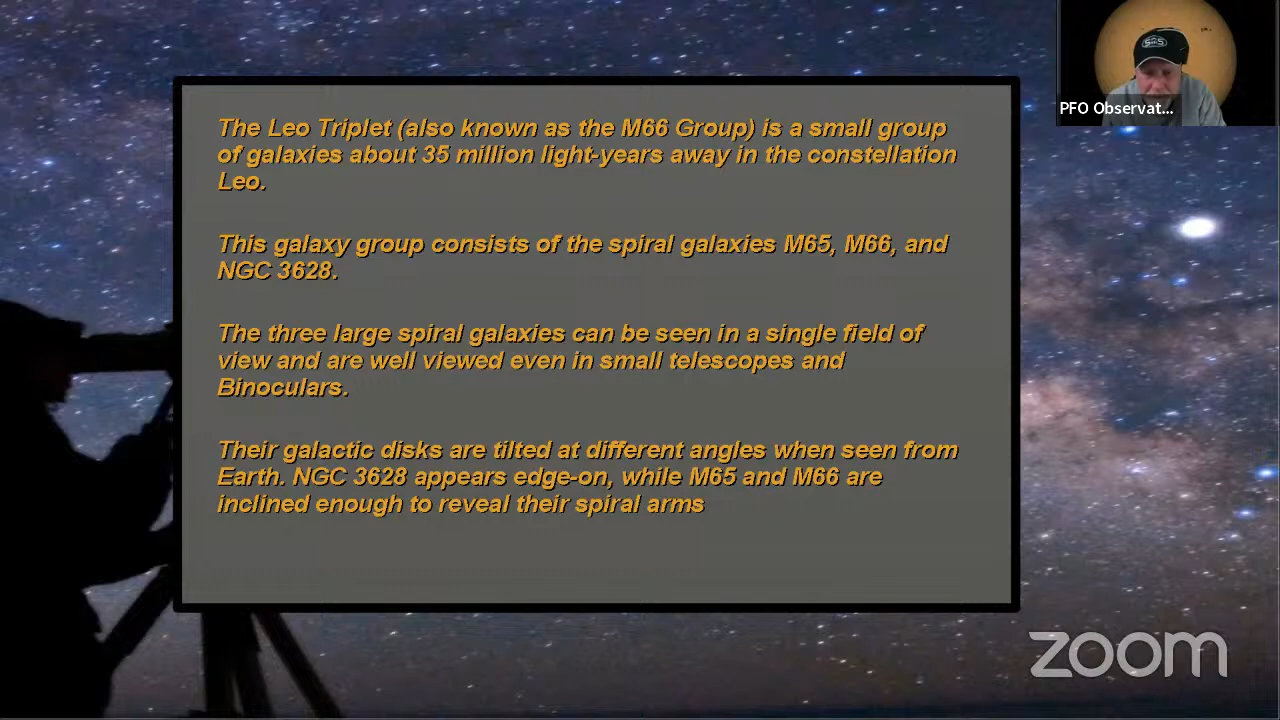 The Leo Triplet (also known as the M66 Group) is a small group
of galaxies about 35 million light-years away in the constellation
Leo.
This galaxy group consists of the spiral galaxies M65, M66, and
NGC 3628.
The three large spiral galaxies can be seen in a single field of
view and are well viewed even in small telescopes and
Binoculars.
Their galactic disks are tilted at different angles when seen from
Earth. NGC 3628 appears edge-on, while M65 and M66 are
inclined enough to reveal their spiral arms
PFO Observat...
zoom